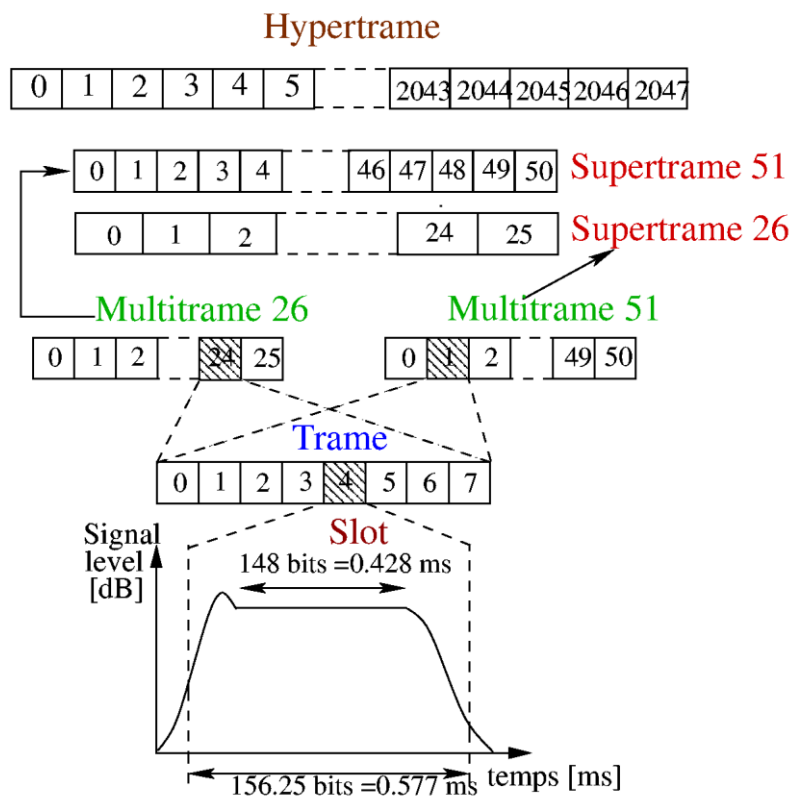 Hypertrame
0 1 2 3 4 5 2043 2044 2045 2046 2047
0 1 2 3 4 46 47 48 49 50 Supertrame 51
0 1 2 24 25 Supertrame 26
Multitrame 26 Multitrame 51
0 1 2 24 25 0 1 2 49 50
Trame
0 1 2 3 4 5 6 7
Signal
level
[dB]
Slot
148 bits =0.428 ms
156.25 bits =0.577 ms
temps [ms]